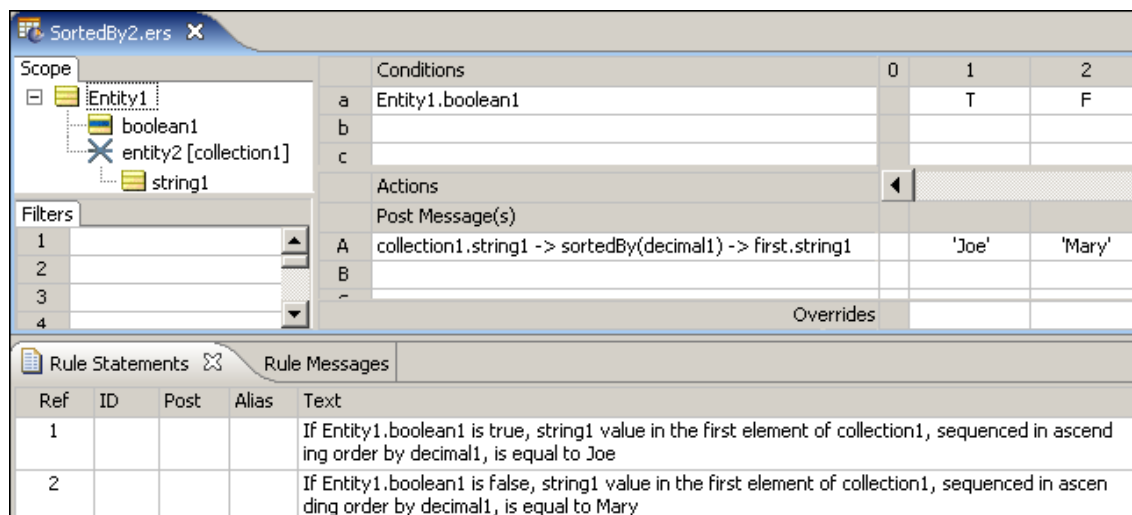 SortedBy2.ers
Scope
Entity1
boolean1
entity2 [collection1]
string1
Filters
1
2
3
4
Conditions 0 1 2
a Entity1.boolean1 T F
b
c
Actions
Post Message(s)
A collection1.string1 -> sortedBy(decimal1) -> first.string1 'Joe' 'Mary'
B
Overrides
Rule Statements Rule Messages
Ref ID Post Alias Text
1 If Entity1.boolean1 is true, string1 value in the first element of collection1, sequenced in ascend
ing order by decimal1, is equal to Joe
2 If Entity1.boolean1 is false, string1 value in the first element of collection1, sequenced in ascen
ding order by decimal1, is equal to Mary